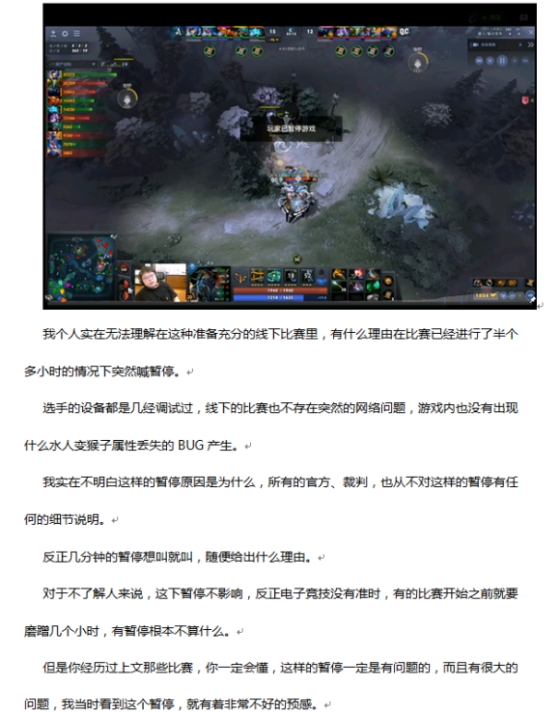 玩家已暂停游戏
我个人实在无法理解在这种准备充分的线下比赛里，有什么理由在比赛已经进行了半个
多小时的情况下突然喊暂停。
选手的设备都是几经调试过，线下的比赛也不存在突然的网络问题，游戏内也没有出现
什么水人变猴子属性丢失的 BUG 产生。
我实在不明白这样的暂停原因是为什么，所有的官方、裁判，也从不对这样的暂停有任
何的细节说明。
反正几分钟的暂停想叫就叫，随便给出什么理由。
对于不了解人来说，这下暂停不影响，反正电子竞技没有准时，有的比赛开始之前就要
磨蹭几个小时，有暂停根本不算什么。
但是你经历过上文那些比赛，你一定会懂，这样的暂停一定是有问题的，而且有很大的
问题，我当时看到这个暂停，就有着非常不好的预感。